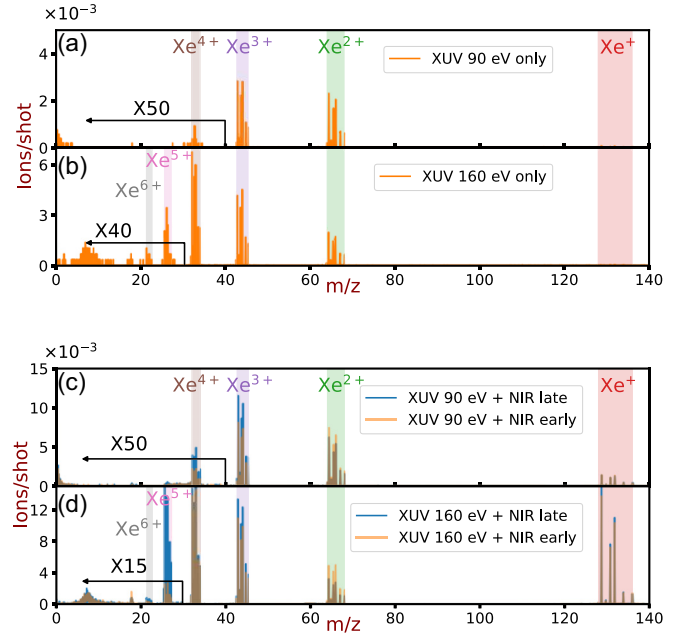 ×10⁻³
(a) Xe⁴⁺ Xe³⁺ Xe²⁺ Xe⁺
XUV 90 eV only
X50
4
2
0
Ions/shot
(b) Xe⁵⁺
Xe⁶⁺
XUV 160 eV only
X40
6
3
0
0 20 40 60 80 100 120 140
m/z
×10⁻³
15
(c) Xe⁴⁺ Xe³⁺ Xe²⁺ Xe⁺
XUV 90 eV + NIR late
XUV 90 eV + NIR early
X50
10
5
0
Ions/shot
(d) Xe⁵⁺
Xe⁶⁺
XUV 160 eV + NIR late
XUV 160 eV + NIR early
X15
12
8
4
0
0 20 40 60 80 100 120 140
m/z